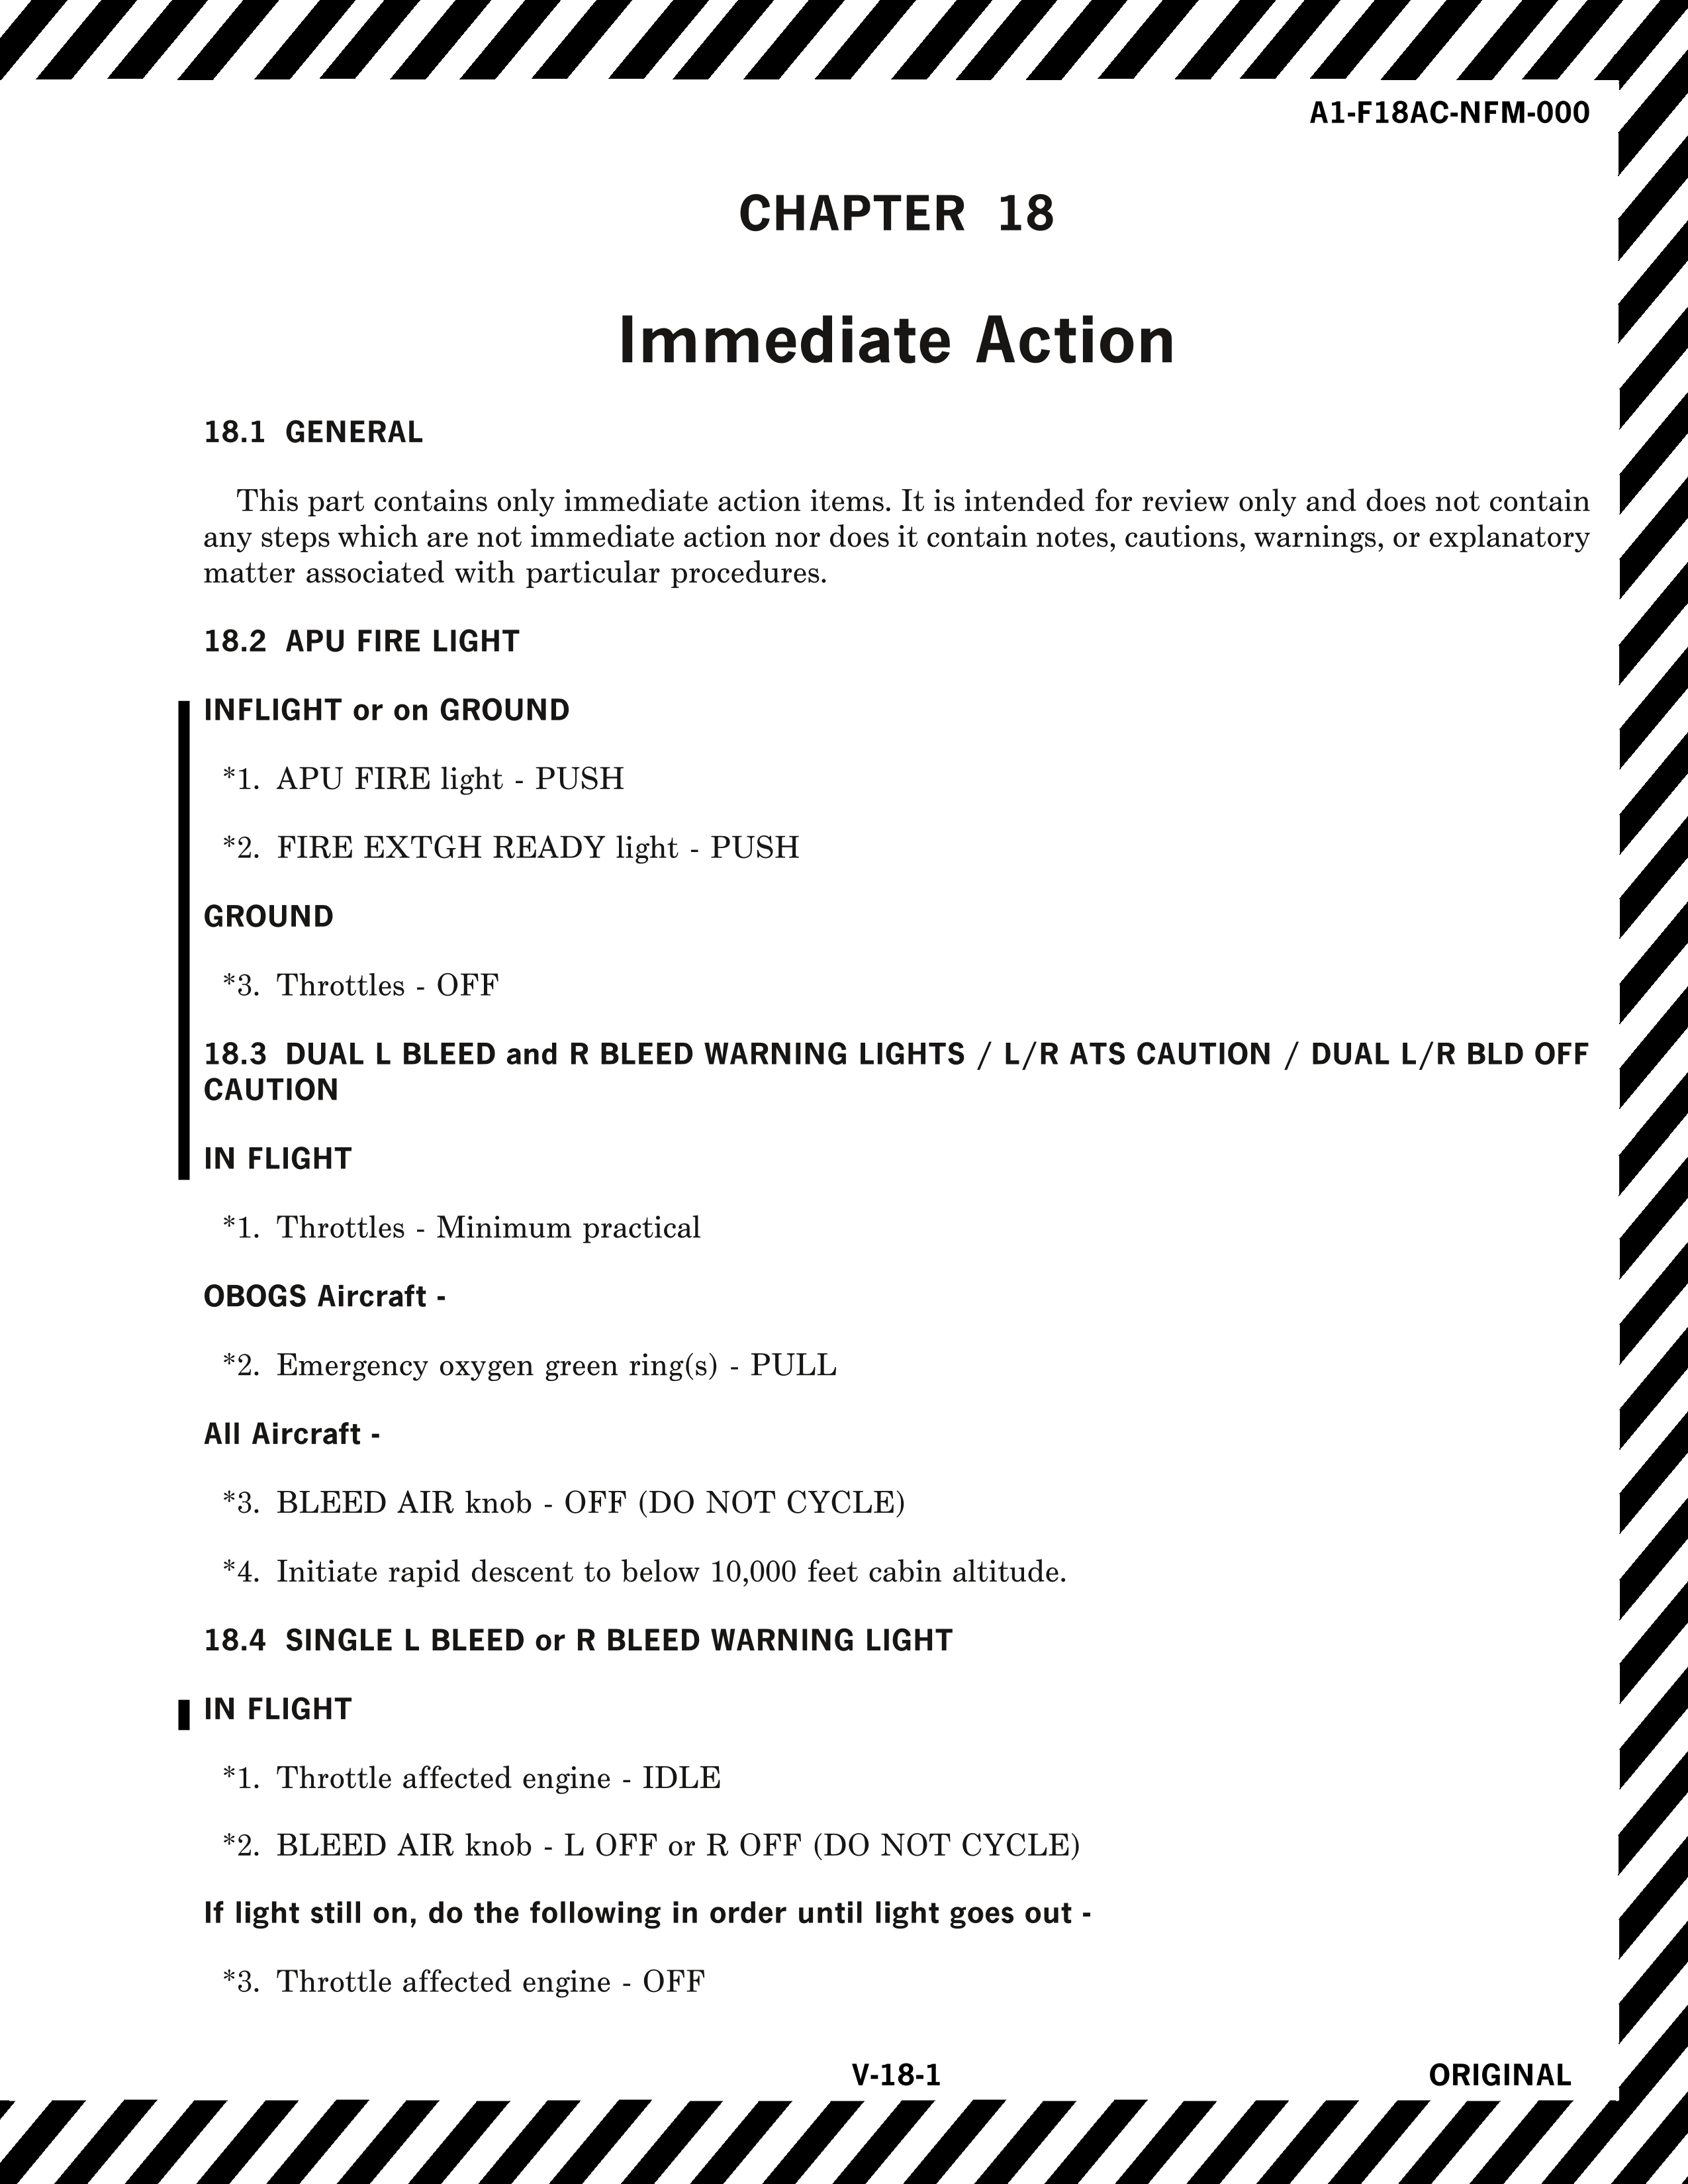 A1-F18AC-NFM-000
CHAPTER 18
Immediate Action
18.1 GENERAL
This part contains only immediate action items. It is intended for review only and does not contain
any steps which are not immediate action nor does it contain notes, cautions, warnings, or explanatory
matter associated with particular procedures.
18.2 APU FIRE LIGHT
INFLIGHT or on GROUND
*1. APU FIRE light - PUSH
*2. FIRE EXTGH READY light - PUSH
GROUND
*3. Throttles - OFF
18.3 DUAL L BLEED and R BLEED WARNING LIGHTS / L/R ATS CAUTION / DUAL L/R BLD OFF
CAUTION
IN FLIGHT
*1. Throttles - Minimum practical
OBOGS Aircraft -
*2. Emergency oxygen green ring(s) - PULL
All Aircraft -
*3. BLEED AIR knob - OFF (DO NOT CYCLE)
*4. Initiate rapid descent to below 10,000 feet cabin altitude.
18.4 SINGLE L BLEED or R BLEED WARNING LIGHT
IN FLIGHT
*1. Throttle affected engine - IDLE
*2. BLEED AIR knob - L OFF or R OFF (DO NOT CYCLE)
If light still on, do the following in order until light goes out -
*3. Throttle affected engine - OFF
V-18-1
ORIGINAL